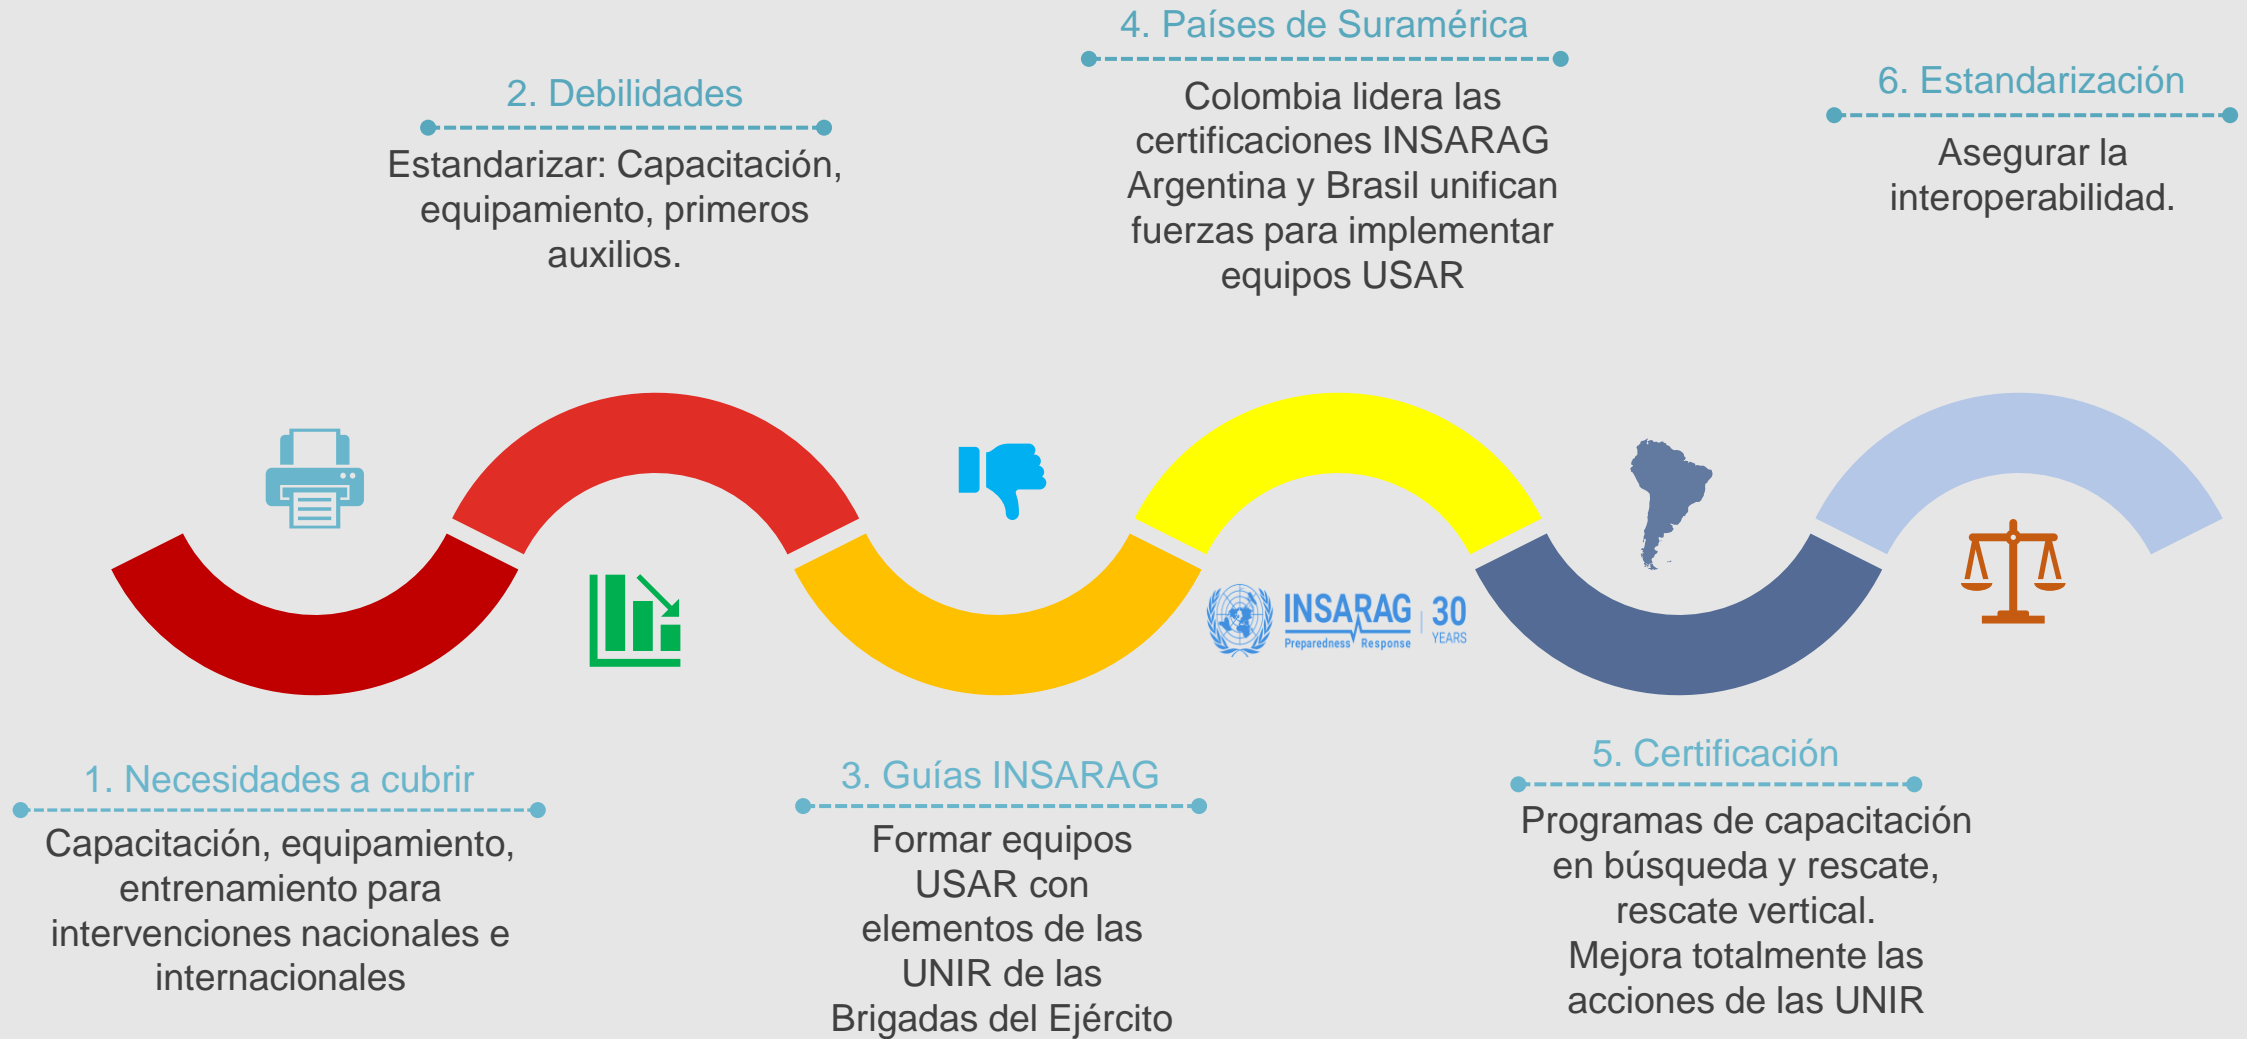 1. Necesidades a cubrir
Capacitación, equipamiento,
entrenamiento para
intervenciones nacionales e
internacionales
2. Debilidades
Estandarizar: Capacitación,
equipamiento, primeros
auxilios.
3. Guías INSARAG
Formar equipos
USAR con
elementos de las
UNIR de las
Brigadas del Ejército
4. Países de Suramérica
Colombia lidera las
certificaciones INSARAG
Argentina y Brasil unifican
fuerzas para implementar
equipos USAR
INSARAG
Preparedness Response
30
YEARS
5. Certificación
Programas de capacitación
en búsqueda y rescate,
rescate vertical.
Mejora totalmente las
acciones de las UNIR
6. Estandarización
Asegurar la
interoperabilidad.